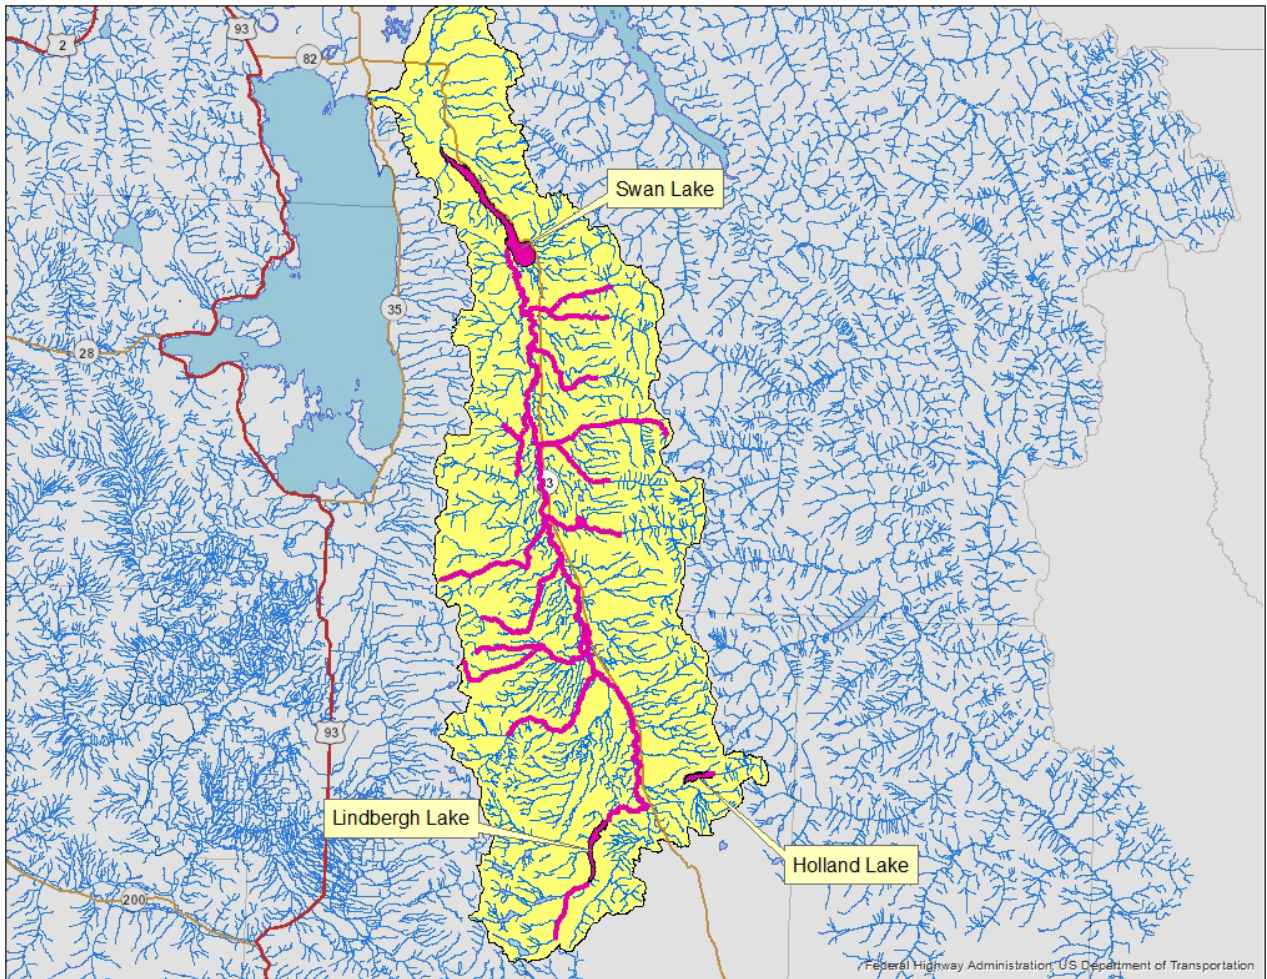 2
93
82
Swan Lake
35
28
93
Lindbergh Lake
Holland Lake
200
Federal Highway Administration, US Department of Transportation